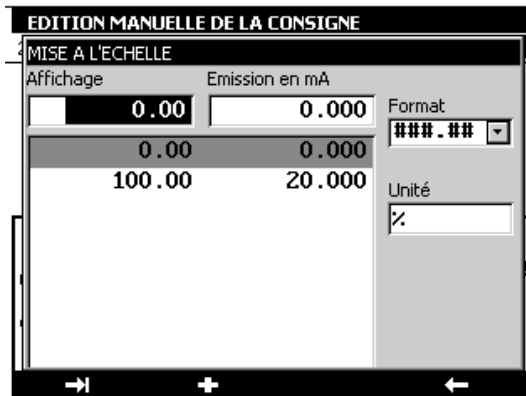 EDITION MANUELLE DE LA CONSIGNE
MISE A L'ECHELLE
Affichage Emission en mA
0.00 0.000
Format
###.##
0.00 0.000
100.00 20.000
Unité
%